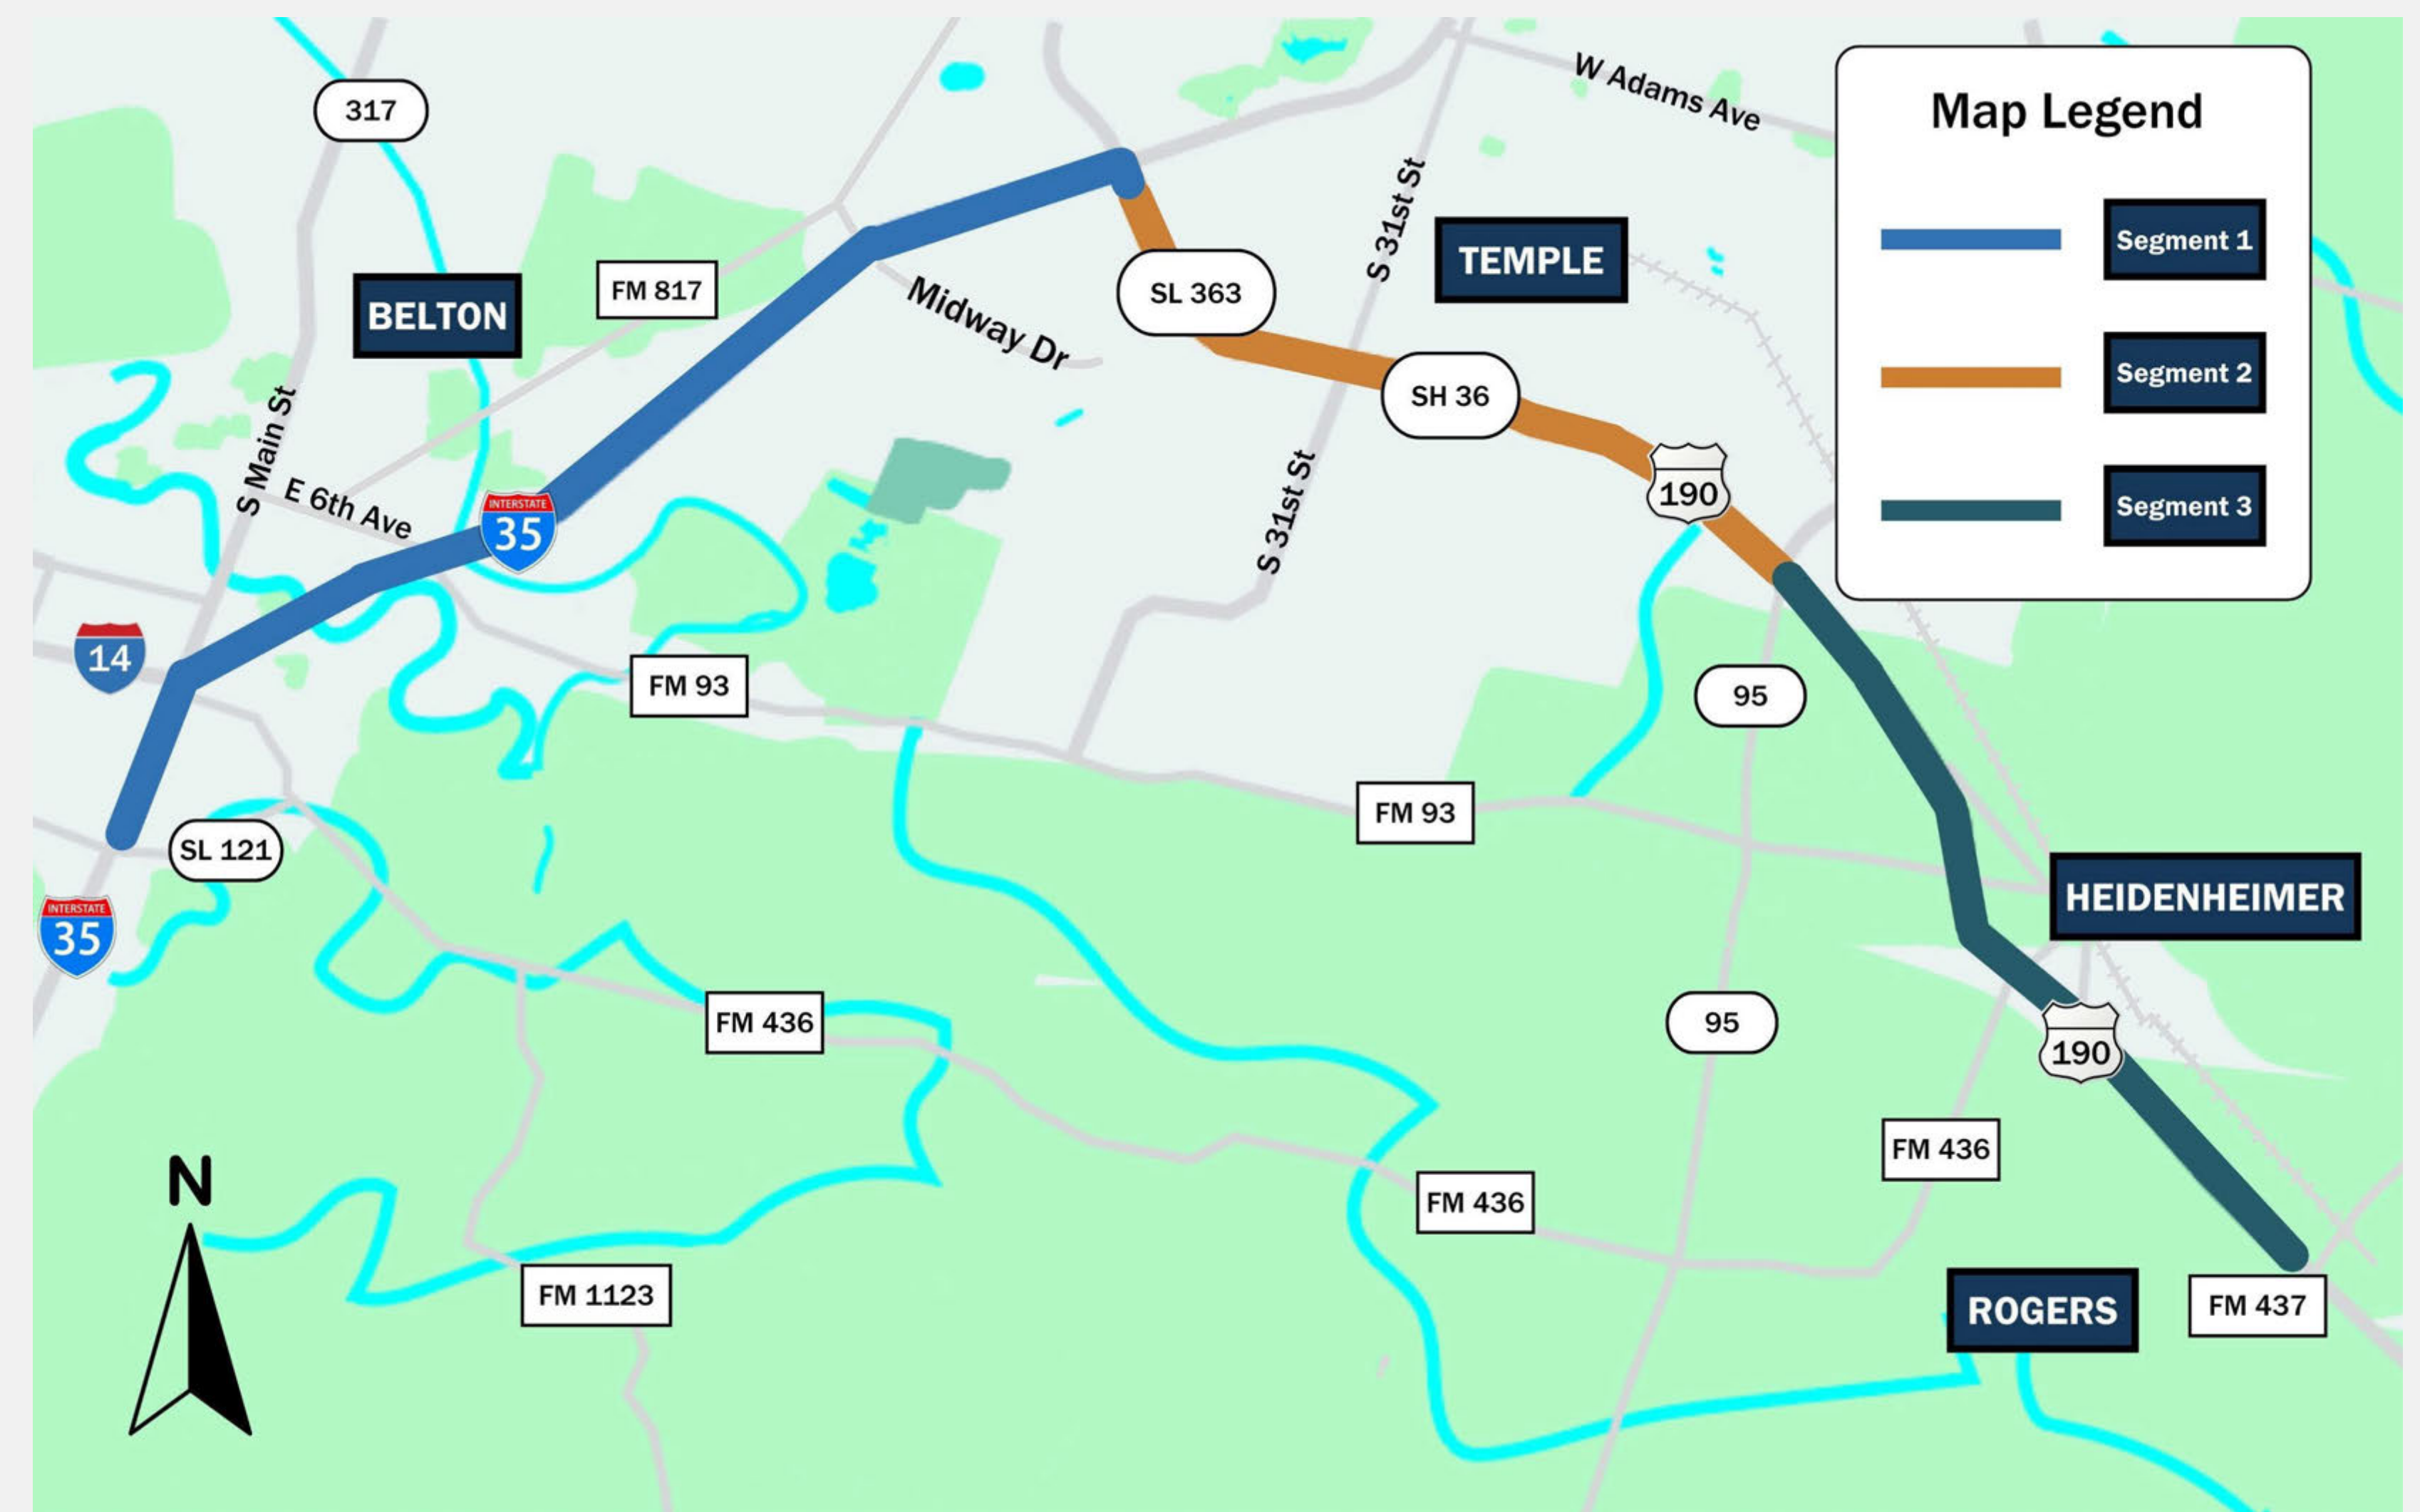 317
W Adams Ave
Map Legend
Segment 1
Segment 2
Segment 3
S 31st St
TEMPLE
BELTON
FM 817
Midway Dr
SL 363
SH 36
S Main St
E 6th Ave
INTERSTATE
35
190
S 31st St
14
FM 93
95
FM 93
SL 121
INTERSTATE
35
HEIDENHEIMER
FM 436
95
190
FM 436
N
FM 436
FM 1123
ROGERS
FM 437